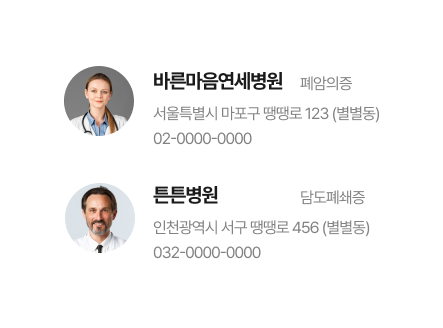 바른마음연세병원 폐암의증
서울특별시 마포구 땡땡로 123 (별별동)
02-0000-0000
튼튼병원 담도폐쇄증
인천광역시 서구 땡땡로 456 (별별동)
032-0000-0000